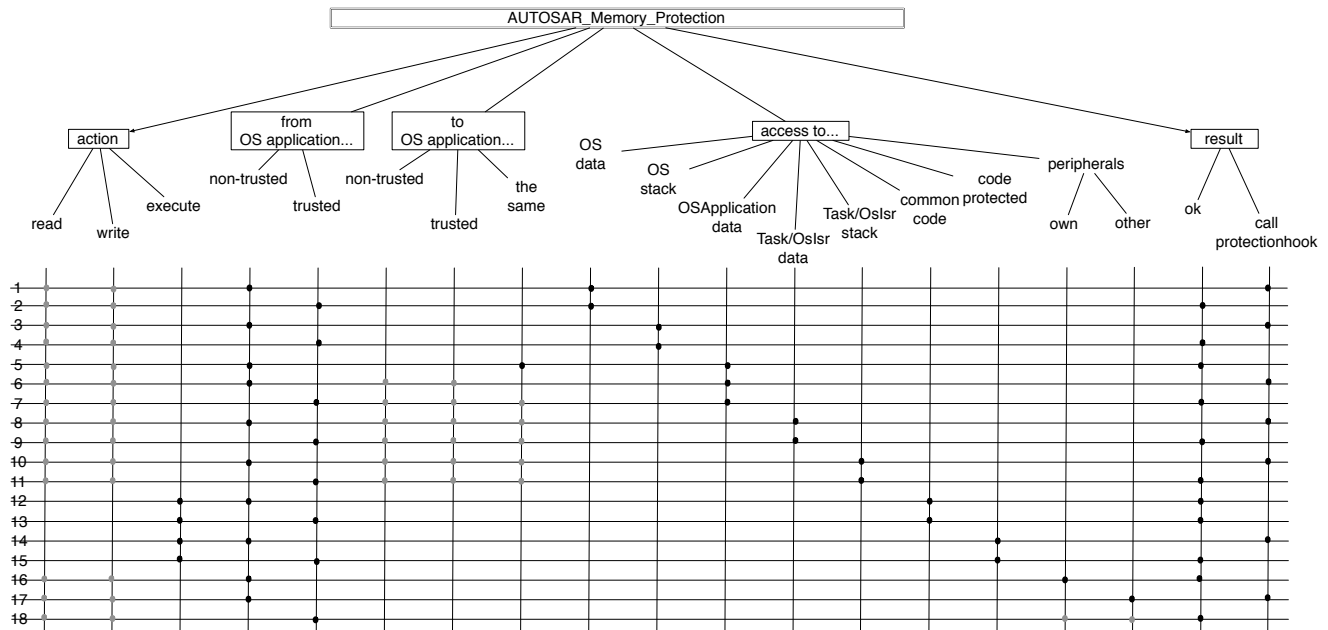 AUTOSAR_Memory_Protection
action
from
OS application...
to
OS application...
access to...
result
read
write
execute
non-trusted
trusted
non-trusted
trusted
the
same
OS
data
OS
stack
OSApplication
data
Task/OsIsr
data
Task/OsIsr
stack
common
code
code
protected
peripherals
own
other
ok
call
protectionhook
1
2
3
4
5
6
7
8
9
10
11
12
13
14
15
16
17
18